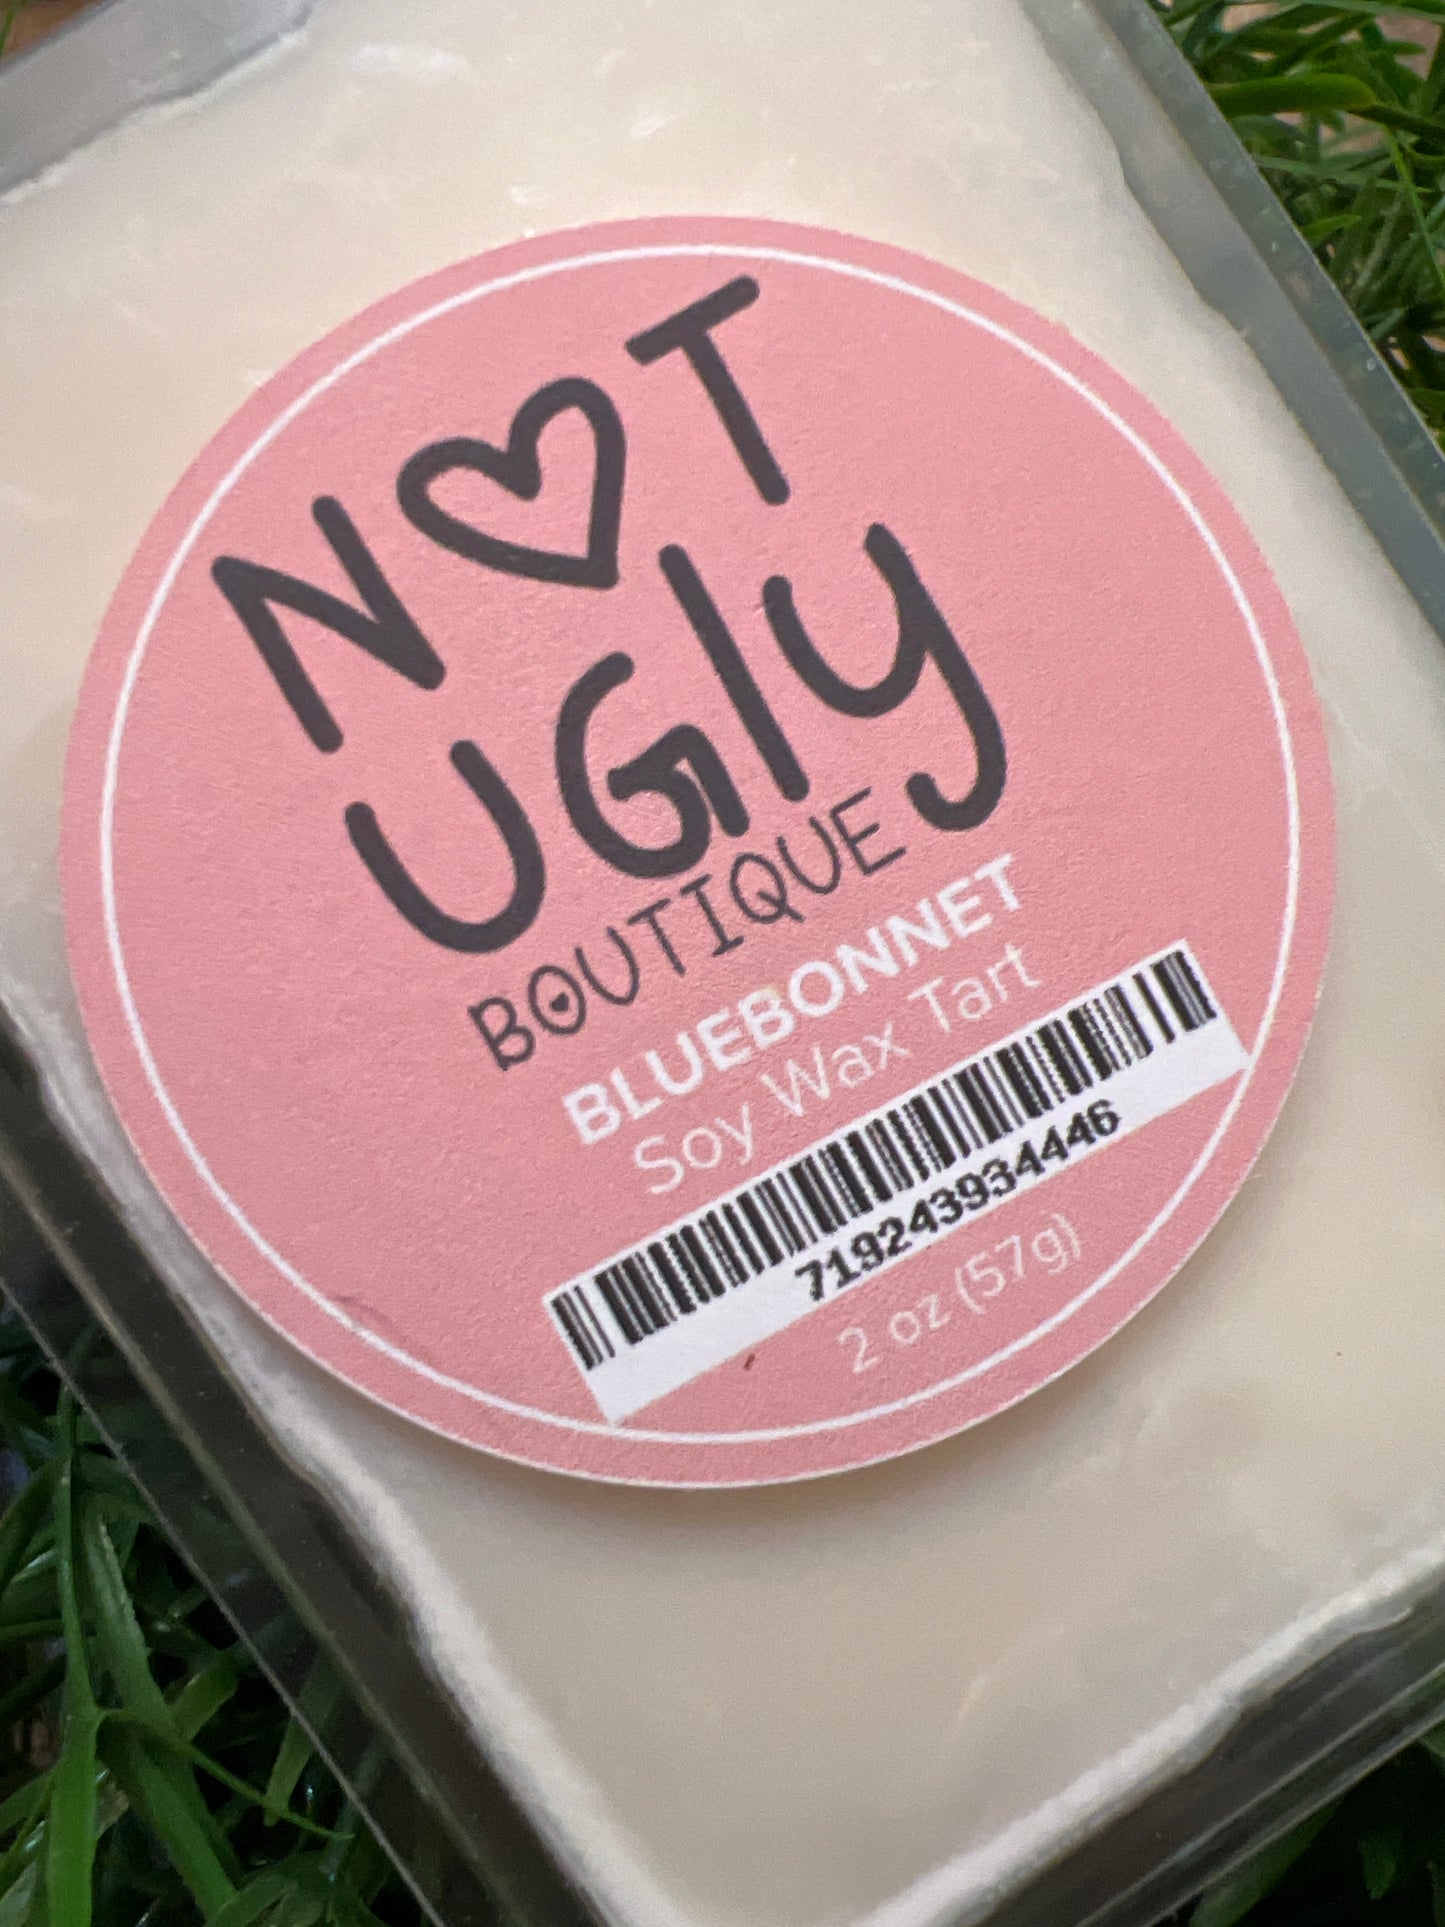 NOT
UGlY
BOUTIQUE
BLUEBONNET
Soy Wax Tart
719243934446
2 oz (57g)